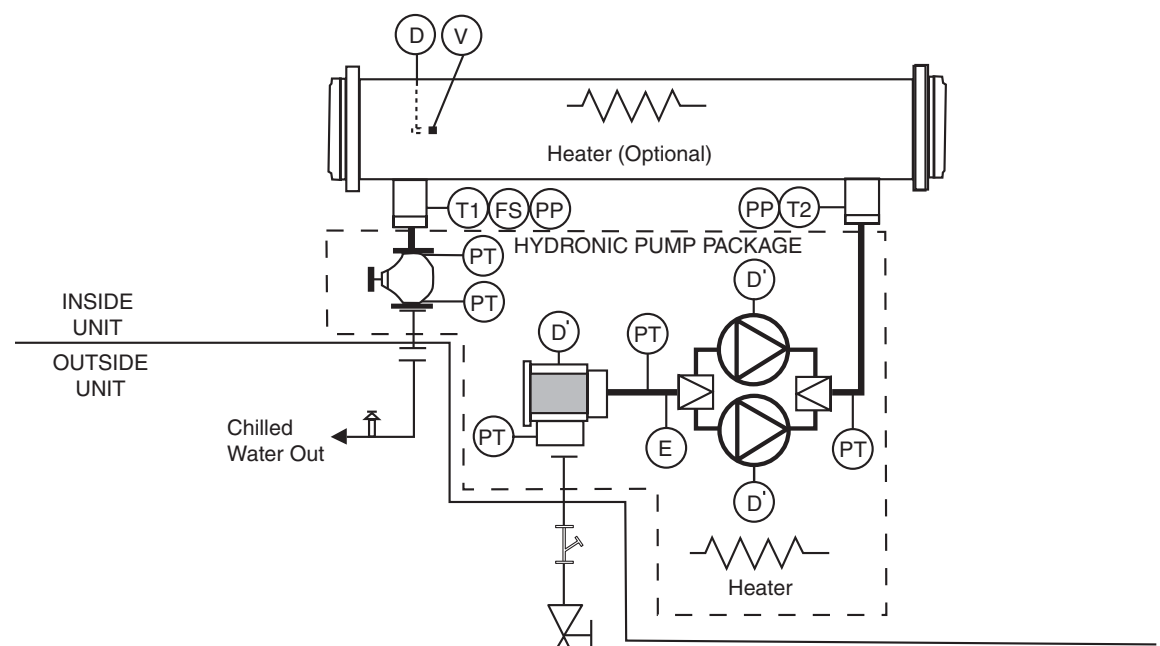 D V
Heater (Optional)
T1 FS PP
PP T2
HYDRONIC PUMP PACKAGE
PT
D'
PT
INSIDE
UNIT
D'
PT
OUTSIDE
UNIT
Chilled
Water Out
PT
E
PT
D'
Heater